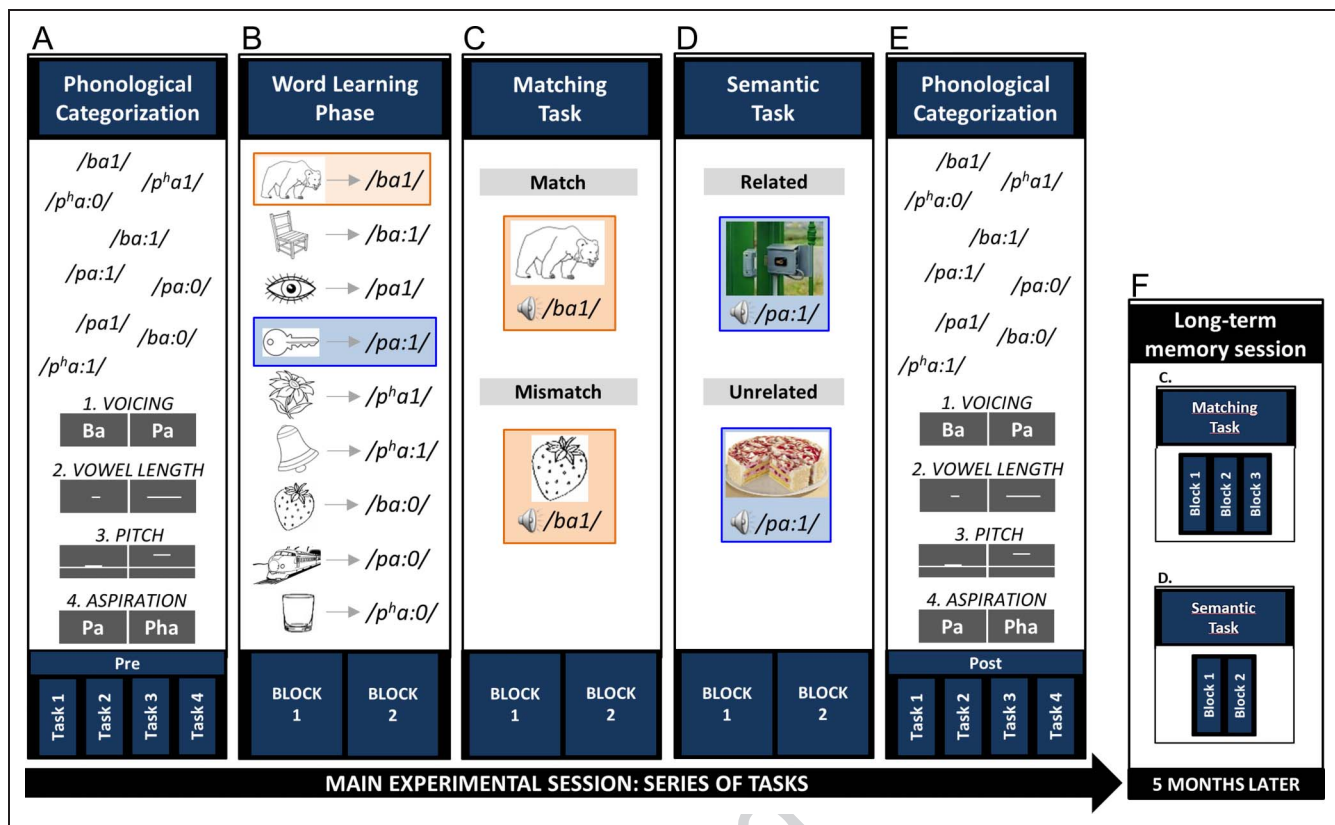 A
Phonological
Categorization
/ba1/
/pʰa1/
/pʰa:0/
/ba:1/
/pa:1/
/pa:0/
/pa1/
/ba:0/
/pʰa:1/
1. VOICING
Ba Pa
2. VOWEL LENGTH
3. PITCH
4. ASPIRATION
Pa Pha
Pre
Task 1 Task 2 Task 3 Task 4
B
Word Learning
Phase
/ba1/
/ba:1/
/pa1/
/pa:1/
/pʰa1/
/pʰa:1/
/ba:0/
/pa:0/
/pʰa:0/
BLOCK BLOCK
1 2
C
Matching
Task
Match
/ba1/
Mismatch
/ba1/
BLOCK BLOCK
1 2
D
Semantic
Task
Related
/pa:1/
Unrelated
/pa:1/
BLOCK BLOCK
1 2
E
Phonological
Categorization
/ba1/
/pʰa1/
/pʰa:0/
/ba:1/
/pa:1/
/pa:0/
/pa1/
/ba:0/
/pʰa:1/
1. VOICING
Ba Pa
2. VOWEL LENGTH
3. PITCH
4. ASPIRATION
Pa Pha
Post
Task 1 Task 2 Task 3 Task 4
F
Long-term
memory session
C.
Matching
Task
Block 1 Block 2 Block 3
D.
Semantic
Task
Block 1 Block 2
MAIN EXPERIMENTAL SESSION: SERIES OF TASKS
5 MONTHS LATER